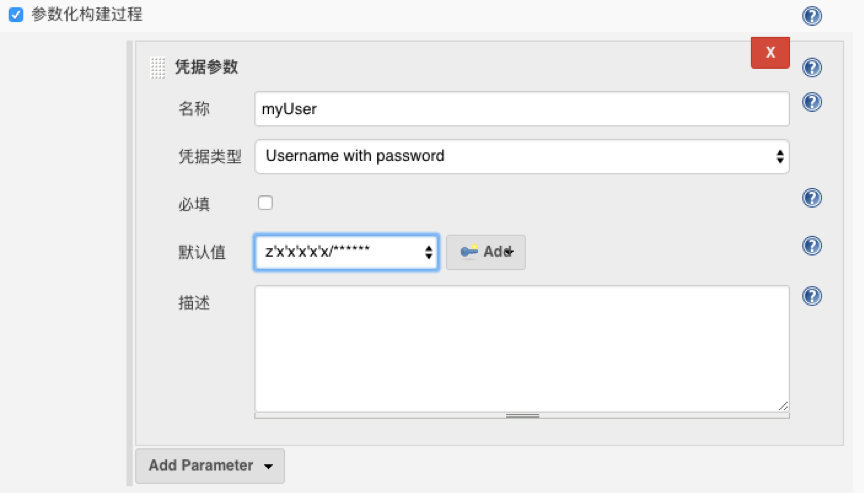 参数化构建过程
X
凭据参数
名称 myUser
凭据类型 Username with password
必填
默认值 z'x'x'x'x'x/****** Add
描述
Add Parameter